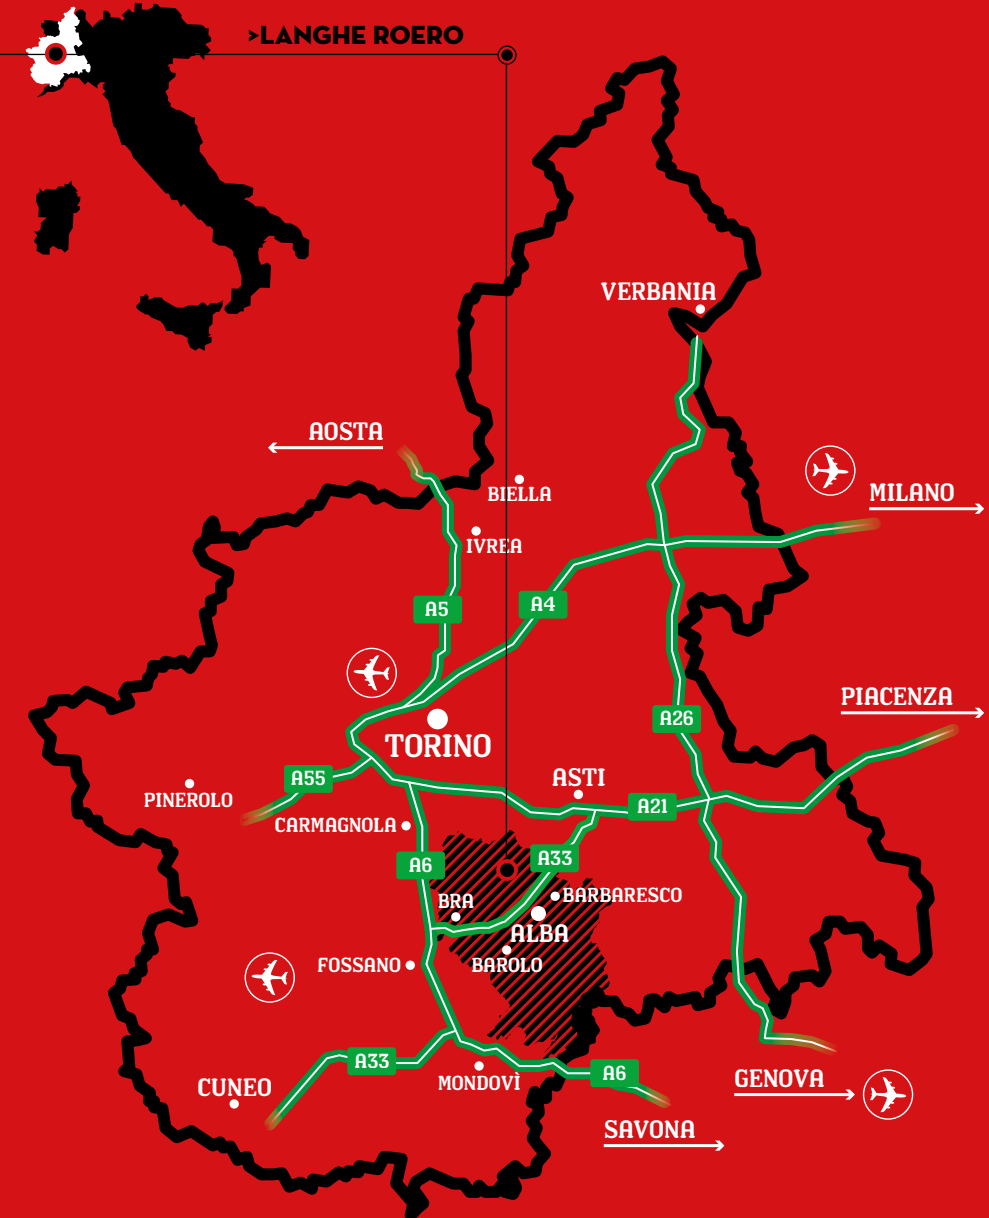 >LANGHE ROERO
VERBANIA
AOSTA
MILANO
BIELLA
IVREA
A5
A4
PIACENZA
A26
TORINO
A55
ASTI
PINEROLO
A21
CARMAGNOLA
A6
A33
BARBARESCO
BRA
ALBA
FOSSANO
BAROLO
A33
A6
MONDOVÌ
CUNEO
GENOVA
SAVONA